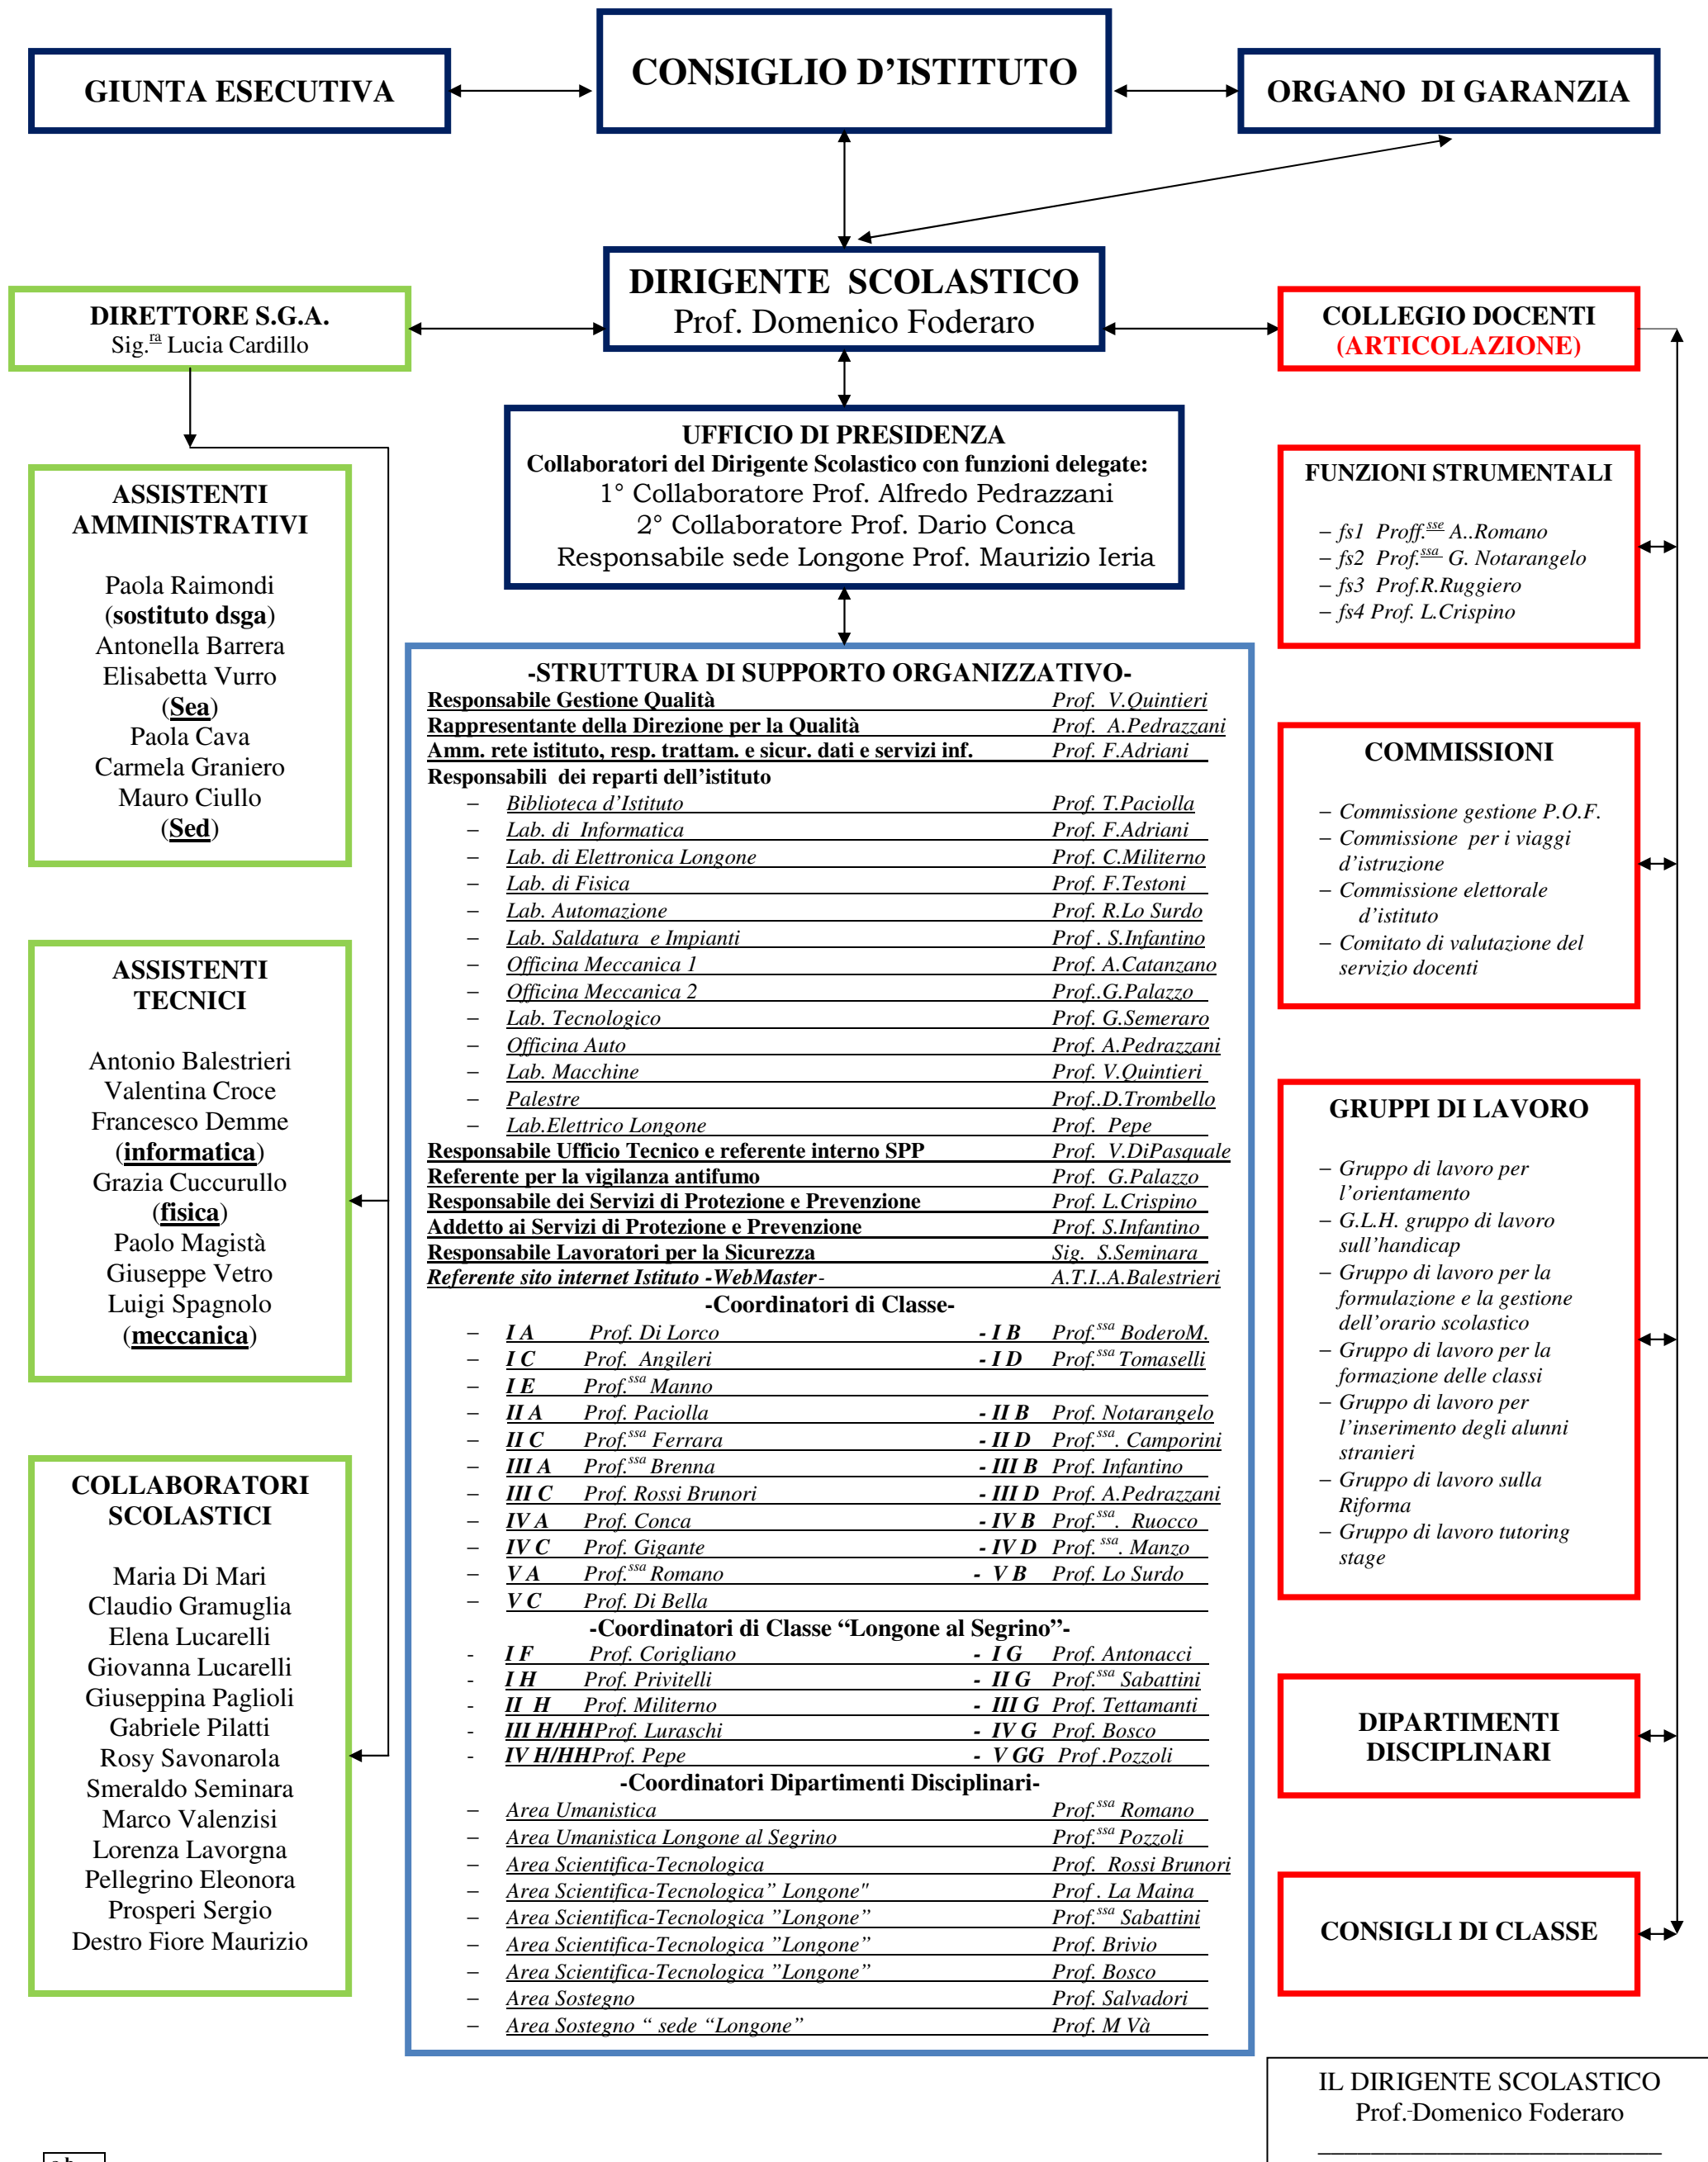 CONSIGLIO D'ISTITUTO
GIUNTA ESECUTIVA
ORGANO DI GARANZIA
DIRIGENTE SCOLASTICO
Prof. Domenico Foderaro
DIRETTORE S.G.A.
Sig.ra Lucia Cardillo
COLLEGIO DOCENTI
(ARTICOLAZIONE)
UFFICIO DI PRESIDENZA
Collaboratori del Dirigente Scolastico con funzioni delegate:
1° Collaboratore Prof. Alfredo Pedrazzani
2° Collaboratore Prof. Dario Conca
Responsabile sede Longone Prof. Maurizio Ieria
ASSISTENTI
AMMINISTRATIVI
Paola Raimondi
(sostituto dsga)
Antonella Barrera
Elisabetta Vurro
(Sea)
Paola Cava
Carmela Graniero
Mauro Ciullo
(Sed)
ASSISTENTI
TECNICI
Antonio Balestrieri
Valentina Croce
Francesco Demme
(informatica)
Grazia Cuccurullo
(fisica)
Paolo Magistà
Giuseppe Vetro
Luigi Spagnolo
(meccanica)
COLLABORATORI
SCOLASTICI
Maria Di Mari
Claudio Gramuglia
Elena Lucarelli
Giovanna Lucarelli
Giuseppina Paglioli
Gabriele Pilatti
Rosy Savonarola
Smeraldo Seminara
Marco Valenzisi
Lorenza Lavorgna
Pellegrino Eleonora
Prosperi Sergio
Destro Fiore Maurizio
-STRUTTURA DI SUPPORTO ORGANIZZATIVO-
Responsabile Gestione Qualità Prof. V.Quintieri
Rappresentante della Direzione per la Qualità Prof. A.Pedrazzani
Amm. rete istituto, resp. trattam. e sicur. dati e servizi inf. Prof. F.Adriani
Responsabili dei reparti dell'istituto
– Biblioteca d'Istituto Prof. T.Paciolla
– Lab. di Informatica Prof. F.Adriani
– Lab. di Elettronica Longone Prof. C.Militerno
– Lab. di Fisica Prof. F.Testoni
– Lab. Automazione Prof. R.Lo Surdo
– Lab. Saldatura e Impianti Prof . S.Infantino
– Officina Meccanica 1 Prof. A.Catanzano
– Officina Meccanica 2 Prof..G.Palazzo
– Lab. Tecnologico Prof. G.Semeraro
– Officina Auto Prof. A.Pedrazzani
– Lab. Macchine Prof. V.Quintieri
– Palestre Prof..D.Trombello
– Lab.Elettrico Longone Prof. Pepe
Responsabile Ufficio Tecnico e referente interno SPP Prof. V.DiPasquale
Referente per la vigilanza antifumo Prof. G.Palazzo
Responsabile dei Servizi di Protezione e Prevenzione Prof. L.Crispino
Addetto ai Servizi di Protezione e Prevenzione Prof. S.Infantino
Responsabile Lavoratori per la Sicurezza Sig. S.Seminara
Referente sito internet Istituto -WebMaster- A.T.I..A.Balestrieri
-Coordinatori di Classe-
– I A Prof. Di Lorco - I B Prof.ssa BoderoM.
– I C Prof. Angileri - I D Prof.ssa Tomaselli
– I E Prof.ssa Manno
– II A Prof. Paciolla - II B Prof. Notarangelo
– II C Prof.ssa Ferrara - II D Prof.ssa. Camporini
– III A Prof.ssa Brenna - III B Prof. Infantino
– III C Prof. Rossi Brunori - III D Prof. A.Pedrazzani
– IV A Prof. Conca - IV B Prof.ssa. Ruocco
– IV C Prof. Gigante - IV D Prof. ssa. Manzo
– V A Prof.ssa Romano - V B Prof. Lo Surdo
– V C Prof. Di Bella
-Coordinatori di Classe “Longone al Segrino”-
- I F Prof. Corigliano - I G Prof. Antonacci
- I H Prof. Privitelli - II G Prof.ssa Sabattini
- II H Prof. Militerno - III G Prof. Tettamanti
- III H/HHProf. Luraschi - IV G Prof. Bosco
- IV H/HHProf. Pepe - V GG Prof .Pozzoli
-Coordinatori Dipartimenti Disciplinari-
– Area Umanistica Prof.ssa Romano
– Area Umanistica Longone al Segrino Prof.ssa Pozzoli
– Area Scientifica-Tecnologica Prof. Rossi Brunori
– Area Scientifica-Tecnologica” Longone" Prof . La Maina
– Area Scientifica-Tecnologica ”Longone” Prof.ssa Sabattini
– Area Scientifica-Tecnologica ”Longone” Prof. Brivio
– Area Scientifica-Tecnologica ”Longone” Prof. Bosco
– Area Sostegno Prof. Salvadori
– Area Sostegno “ sede “Longone” Prof. M Và
FUNZIONI STRUMENTALI
– fs1 Proff.sse A..Romano
– fs2 Prof.ssa G. Notarangelo
– fs3 Prof.R.Ruggiero
– fs4 Prof. L.Crispino
COMMISSIONI
– Commissione gestione P.O.F.
– Commissione per i viaggi
d'istruzione
– Commissione elettorale
d'istituto
– Comitato di valutazione del
servizio docenti
GRUPPI DI LAVORO
– Gruppo di lavoro per
l'orientamento
– G.L.H. gruppo di lavoro
sull'handicap
– Gruppo di lavoro per la
formulazione e la gestione
dell'orario scolastico
– Gruppo di lavoro per la
formazione delle classi
– Gruppo di lavoro per
l'inserimento degli alunni
stranieri
– Gruppo di lavoro sulla
Riforma
– Gruppo di lavoro tutoring
stage
DIPARTIMENTI
DISCIPLINARI
CONSIGLI DI CLASSE
IL DIRIGENTE SCOLASTICO
Prof. Domenico Foderaro